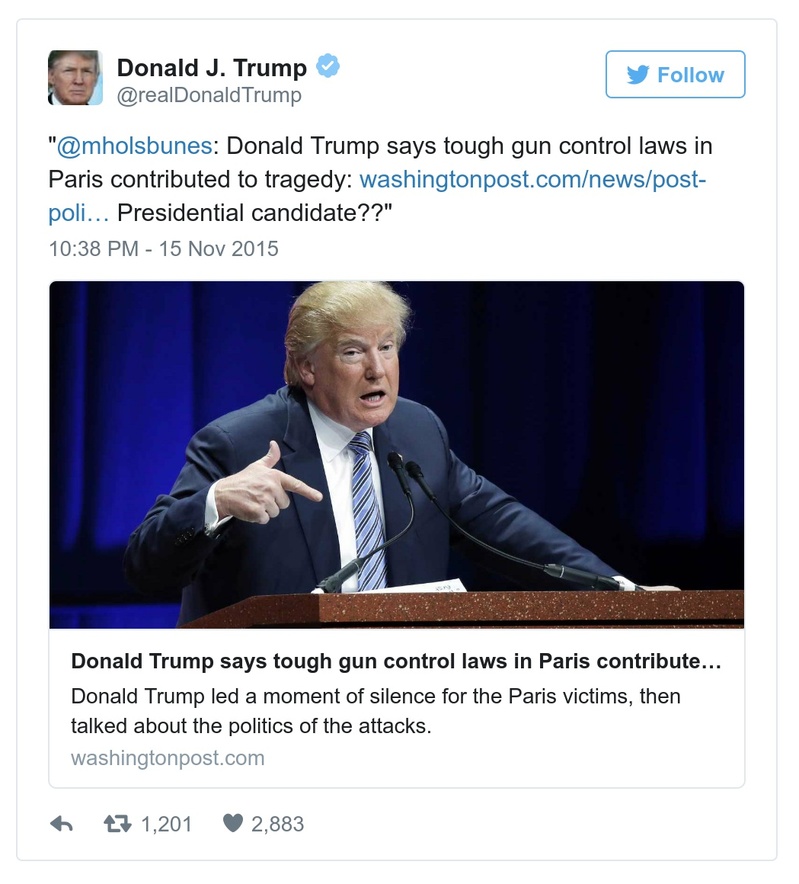 Donald J. Trump
@realDonaldTrump
Follow
"@mholsbunes: Donald Trump says tough gun control laws in
Paris contributed to tragedy: washingtonpost.com/news/post-
poli… Presidential candidate??"
10:38 PM - 15 Nov 2015
Donald Trump says tough gun control laws in Paris contribute…
Donald Trump led a moment of silence for the Paris victims, then
talked about the politics of the attacks.
washingtonpost.com
1,201 2,883